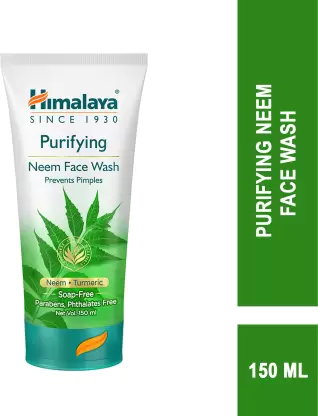 Himalaya
SINCE 1930
Purifying
Neem Face Wash
Prevents Pimples
Neem • Turmeric
Soap-Free
Parabens, Phthalates Free
Net Vol. 150 ml
PURIFYING NEEM
FACE WASH
150 ML